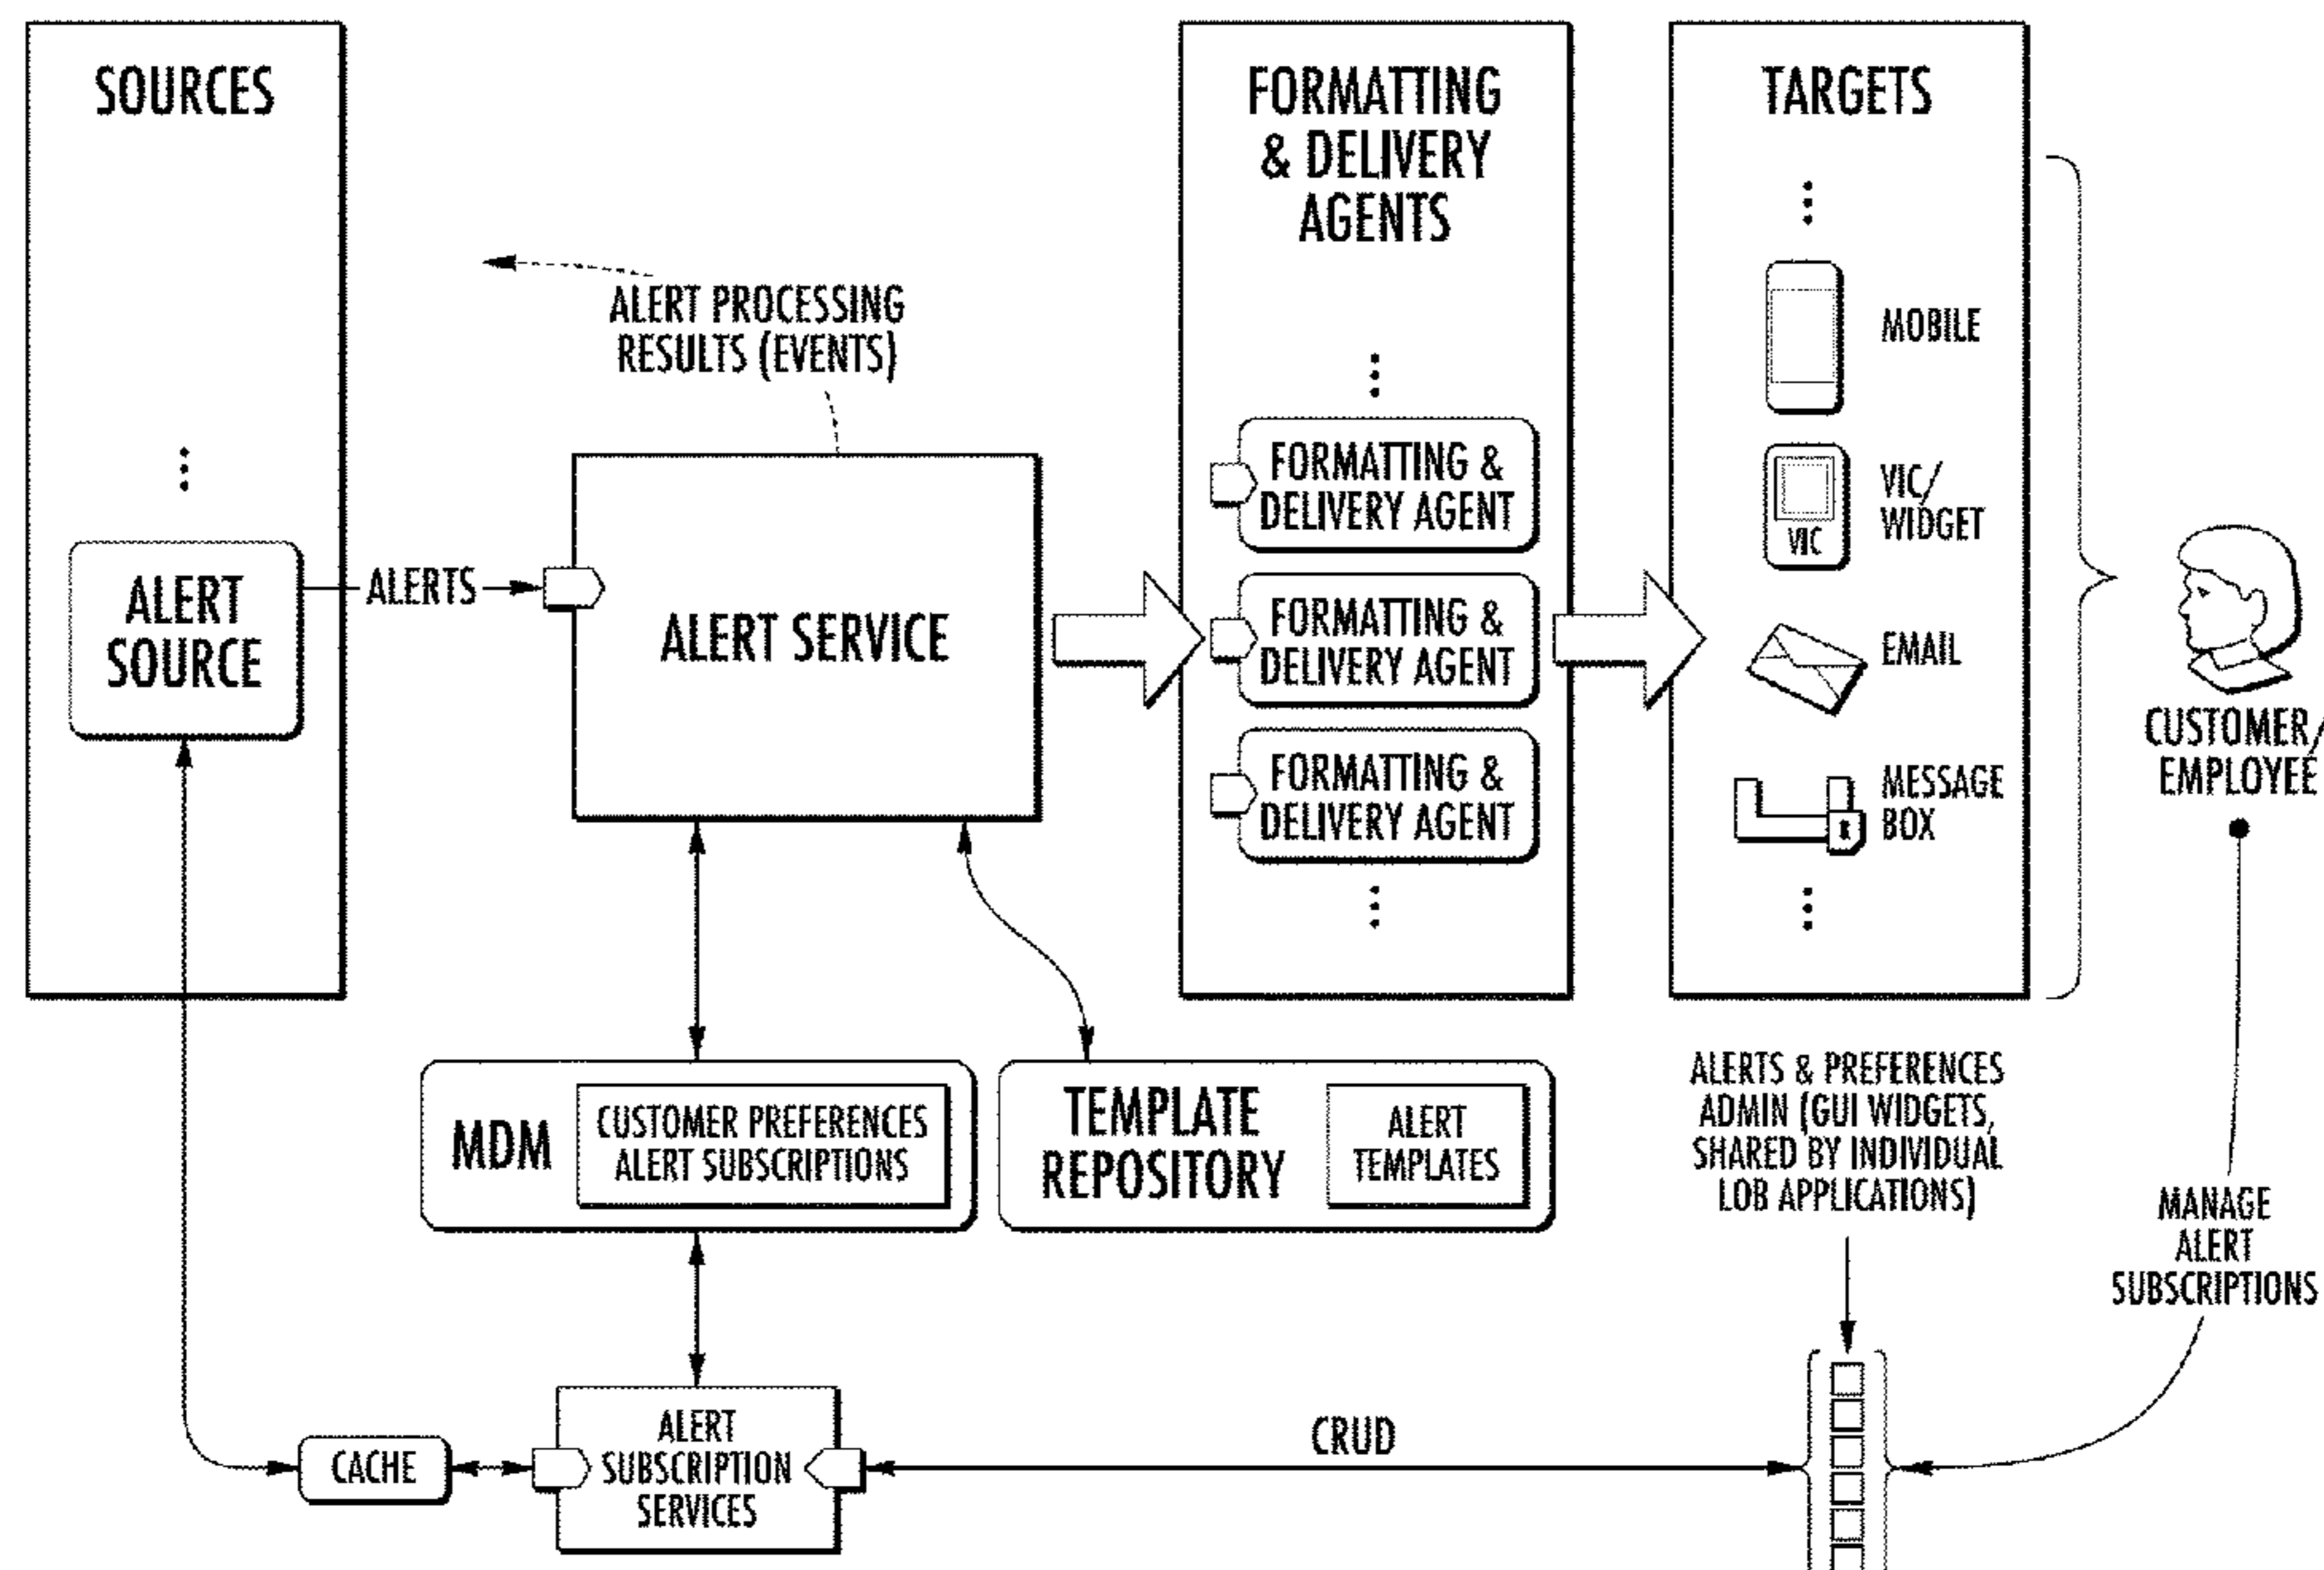 SOURCES
ALERT
SOURCE
ALERTS
ALERT PROCESSING
RESULTS (EVENTS)
ALERT SERVICE
FORMATTING
& DELIVERY
AGENTS
FORMATTING &
DELIVERY AGENT
FORMATTING &
DELIVERY AGENT
FORMATTING &
DELIVERY AGENT
TARGETS
MOBILE
VIC/
WIDGET
VIC
EMAIL
MESSAGE
BOX
CUSTOMER/
EMPLOYEE
MDM
CUSTOMER PREFERENCES
ALERT SUBSCRIPTIONS
TEMPLATE
REPOSITORY
ALERT
TEMPLATES
ALERTS & PREFERENCES
ADMIN (GUI WIDGETS,
SHARED BY INDIVIDUAL
LOB APPLICATIONS)
MANAGE
ALERT
SUBSCRIPTIONS
CACHE
ALERT
SUBSCRIPTION
SERVICES
CRUD